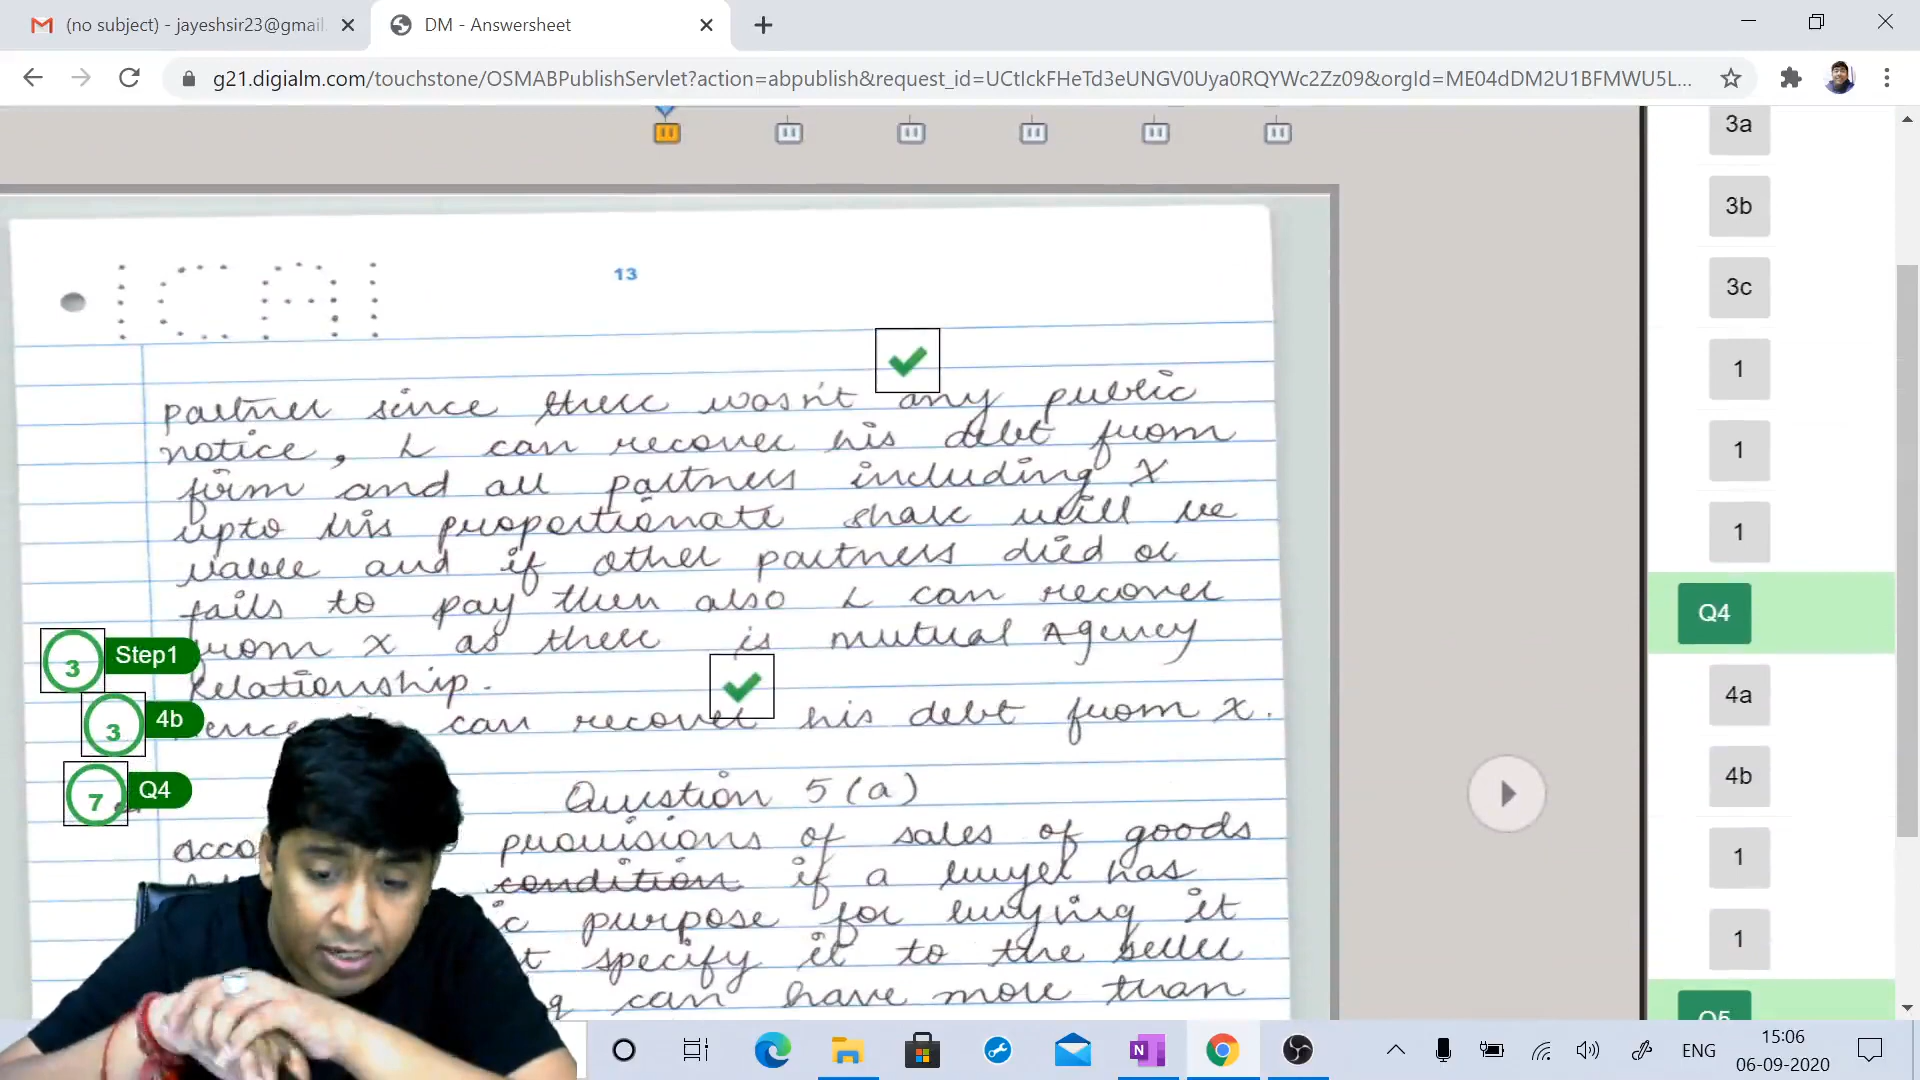 (no subject) - jayeshsir23@gmail.
DM - Answersheet
g21.digialm.com/touchstone/OSMABPublishServlet?action=abpublish&request_id=UCtIckFHeTd3eUNGV0Uya0RQYWc2Zz09&orgId=ME04dDM2U1BFMWU5L...
ICAI
13
partner since there wasn't any public
notice, L can recover his debt from
firm and all partners including X
upto his proportionate share will be
liable and if other partners died or
fails to pay then also L can recover
from X as there is mutual Agency
Relationship.
can recover his debt from X.
3 Step1
3 4b
7 Q4
Question 5 (a)
provisions of sales of goods
condition if a buyer has
purpose for buying it
specify it to the seller
can have more than
3a
3b
3c
1
1
1
Q4
4a
4b
1
1
Q5
ENG
15:06
06-09-2020